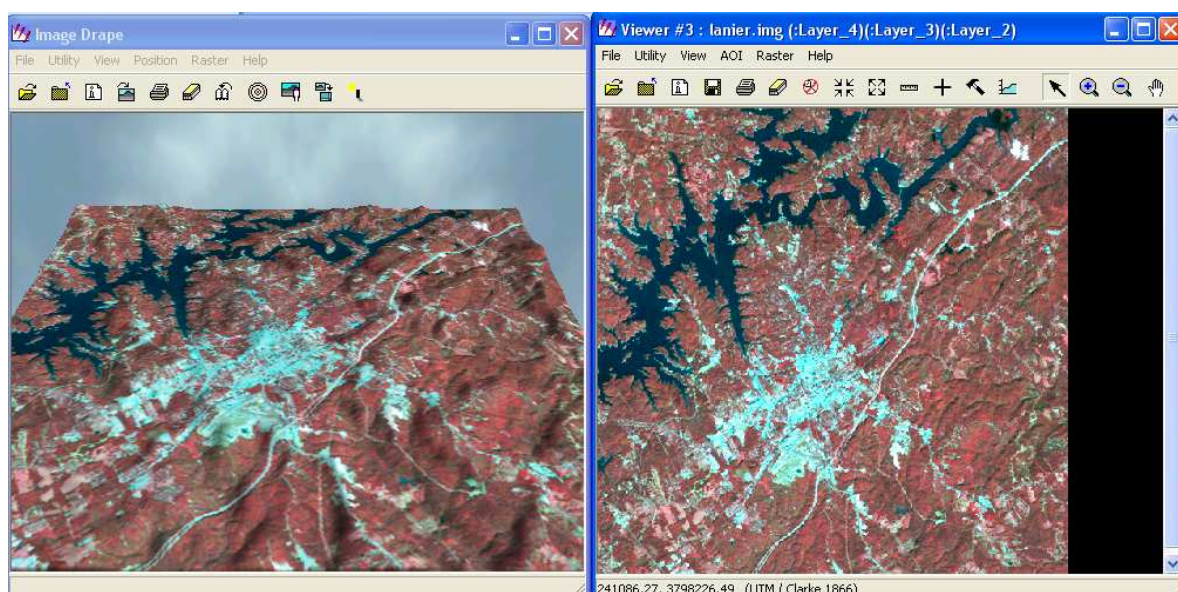 Image Drape
File Utility View Position Raster Help
Viewer #3 : lanier.img (:Layer_4)(:Layer_3)(:Layer_2)
File Utility View AOI Raster Help
241086.27, 3798226.49 (UTM / Clarke 1866)